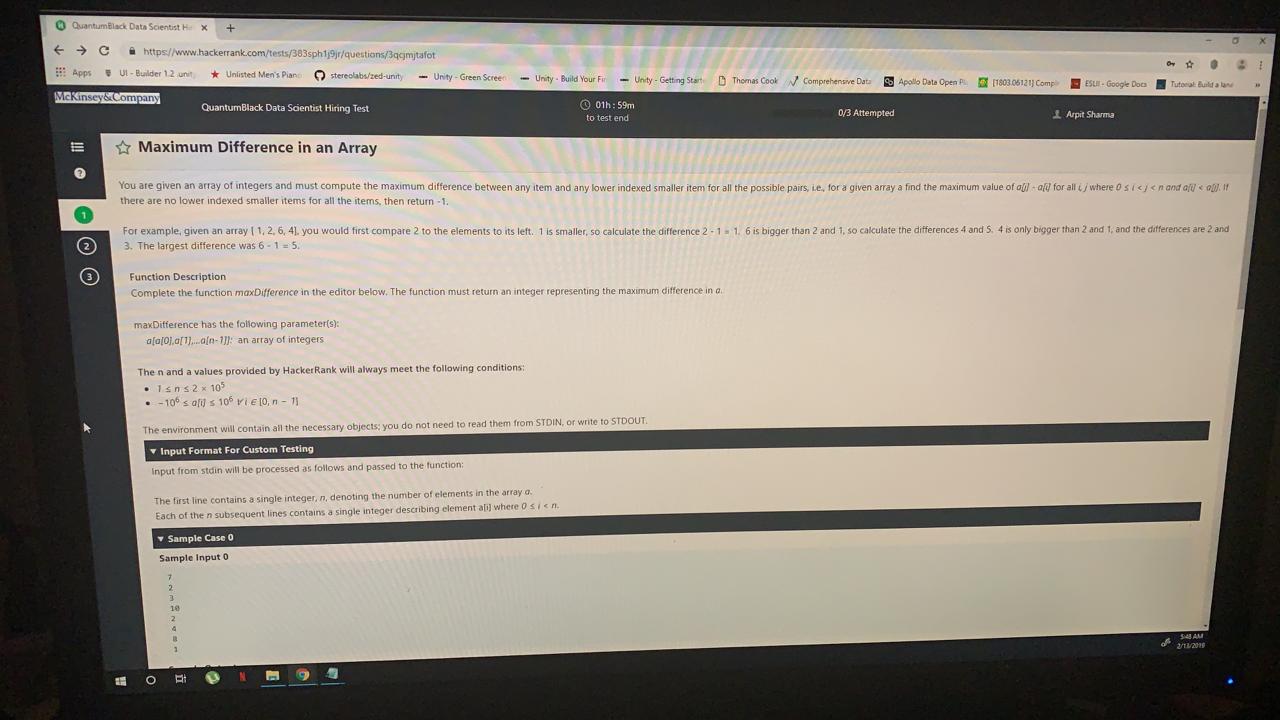 QuantumBlack Data Scientist Hi
https://www.hackerrank.com/tests/383sph1j9jr/questions/3qcjmjtafot
Apps UI - Builder 1.2 .unit Unlisted Men's Piano stereolabs/zed-unity Unity - Green Screen Unity - Build Your Fir Unity - Getting Start Thomas Cook Comprehensive Data Apollo Data Open Pl [1803.06121] Compl ESLII - Google Docs Tutorial: Build a lane »
McKinsey&Company
QuantumBlack Data Scientist Hiring Test
01h : 59m
to test end
0/3 Attempted
Arpit Sharma
Maximum Difference in an Array
You are given an array of integers and must compute the maximum difference between any item and any lower indexed smaller item for all the possible pairs, i.e., for a given array a find the maximum value of a[j] - a[i] for all i, j where 0 ≤ i < j < n and a[i] < a[j]. If
there are no lower indexed smaller items for all the items, then return -1.
For example, given an array [ 1, 2, 6, 4], you would first compare 2 to the elements to its left. 1 is smaller, so calculate the difference 2 - 1 = 1. 6 is bigger than 2 and 1, so calculate the differences 4 and 5. 4 is only bigger than 2 and 1, and the differences are 2 and
3. The largest difference was 6 - 1 = 5.
Function Description
Complete the function maxDifference in the editor below. The function must return an integer representing the maximum difference in a.
maxDifference has the following parameter(s):
a[a[0],a[1],...a[n-1]]: an array of integers
The n and a values provided by HackerRank will always meet the following conditions:
• 1 ≤ n ≤ 2 × 10⁵
• −10⁶ ≤ a[i] ≤ 10⁶ ∀ i ∈ [0, n − 1]
The environment will contain all the necessary objects; you do not need to read them from STDIN, or write to STDOUT.
▼ Input Format For Custom Testing
Input from stdin will be processed as follows and passed to the function:
The first line contains a single integer, n, denoting the number of elements in the array a.
Each of the n subsequent lines contains a single integer describing element a[i] where 0 ≤ i < n.
▼ Sample Case 0
Sample Input 0
7
2
3
10
2
4
8
1
1
2
3
5:48 AM
2/13/2019